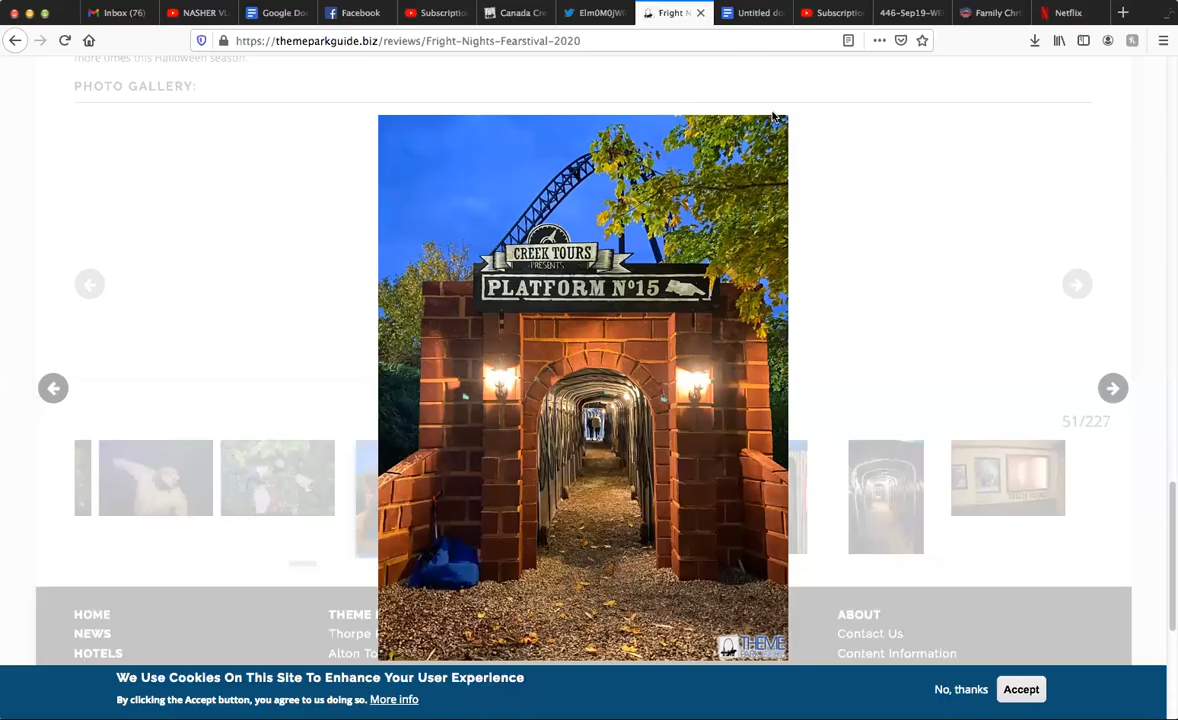 Inbox (76)
NASHER VL
Google Do
Facebook
Subscriptio
Canada Cre
Elm0M0jWl
Fright N
Untitled do
Subscriptio
446-Sep19-WE
Family Chri
Netflix
https://themeparkguide.biz/reviews/Fright-Nights-Fearstival-2020
more times this Halloween season.
PHOTO GALLERY:
CREEK TOURS
PRESENTS
PLATFORM Nº15
51/227
THEME
HOME
NEWS
HOTELS
THEME
Thorpe
Alton To
ABOUT
Contact Us
Content Information
We Use Cookies On This Site To Enhance Your User Experience
By clicking the Accept button, you agree to us doing so. More info
No, thanks
Accept